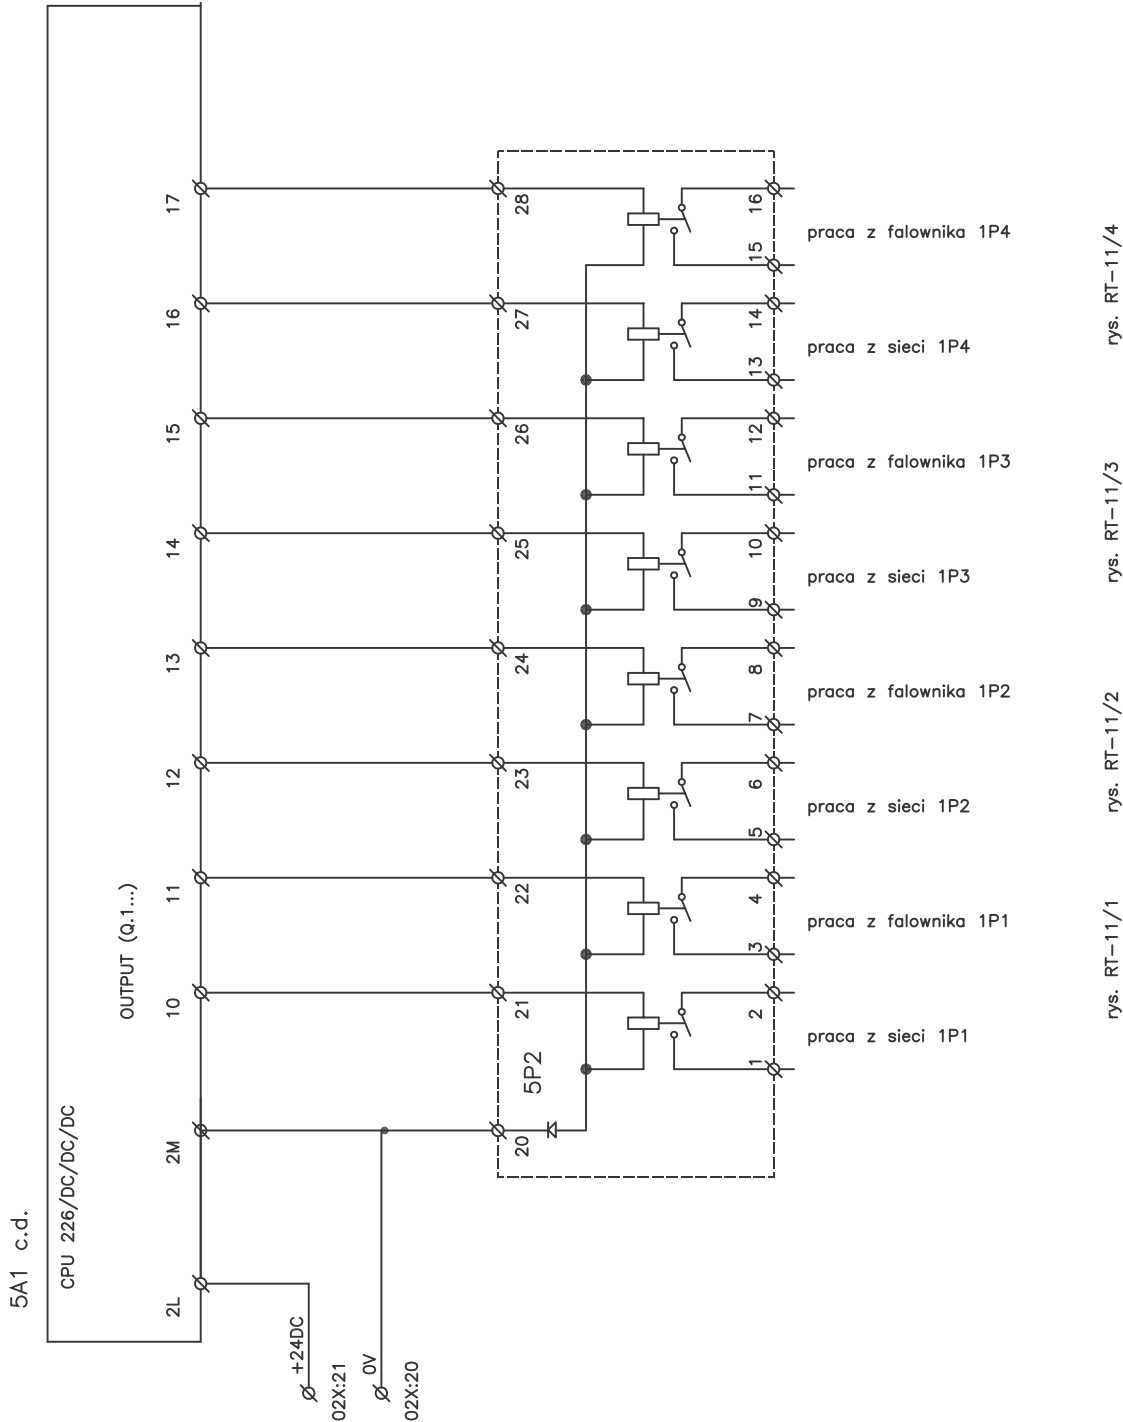 5A1 c.d.
CPU 226/DC/DC/DC
OUTPUT (Q.1...)
2L
2M
10
11
12
13
14
15
16
17
+24DC
02X:21
0V
02X:20
5P2
20
21
22
23
24
25
26
27
28
1
2
3
4
5
6
7
8
9
10
11
12
13
14
15
16
praca z falownika 1P4
praca z sieci 1P4
praca z falownika 1P3
praca z sieci 1P3
praca z falownika 1P2
praca z sieci 1P2
praca z falownika 1P1
praca z sieci 1P1
rys. RT-11/1
rys. RT-11/2
rys. RT-11/3
rys. RT-11/4